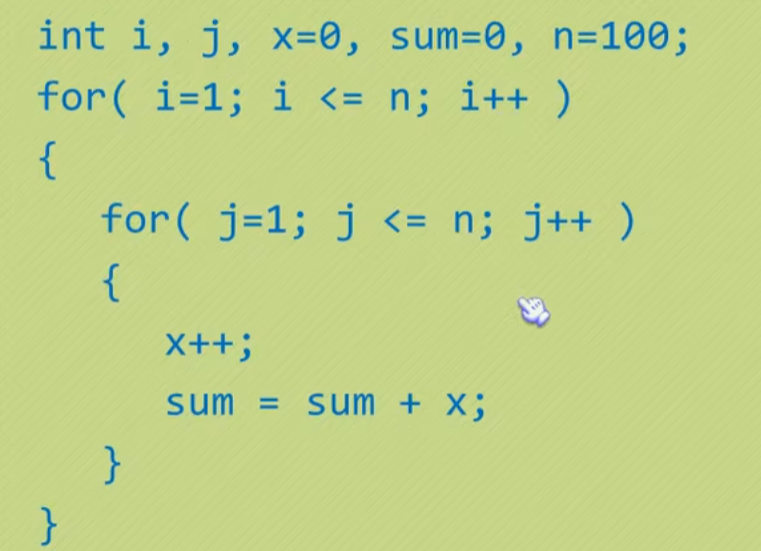 int i, j, x=0, sum=0, n=100;
for( i=1; i <= n; i++ )
{
for( j=1; j <= n; j++ )
{
x++;
sum = sum + x;
}
}